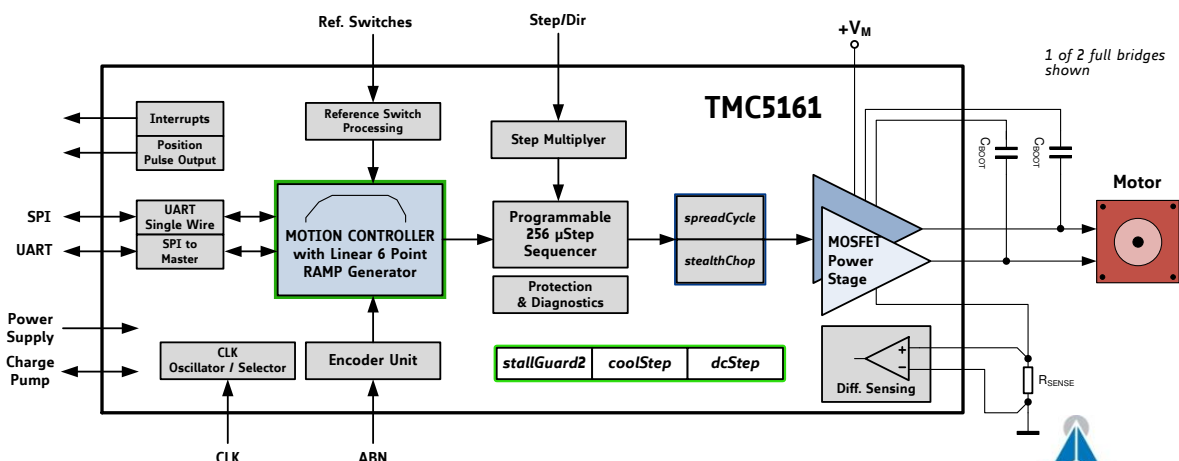 Ref. Switches
Step/Dir
+VM
1 of 2 full bridges
shown
TMC5161
Interrupts
Position
Pulse Output
Reference Switch
Processing
Step Multiplyer
CBOOT
CBOOT
Motor
SPI
UART
UART
Single Wire
SPI to
Master
MOTION CONTROLLER
with Linear 6 Point
RAMP Generator
Programmable
256 µStep
Sequencer
spreadCycle
stealthChop
MOSFET
Power
Stage
Protection
& Diagnostics
Power
Supply
Charge
Pump
CLK
Oscillator / Selector
Encoder Unit
stallGuard2
coolStep
dcStep
+
−
Diff. Sensing
RSENSE
CLK
ABN